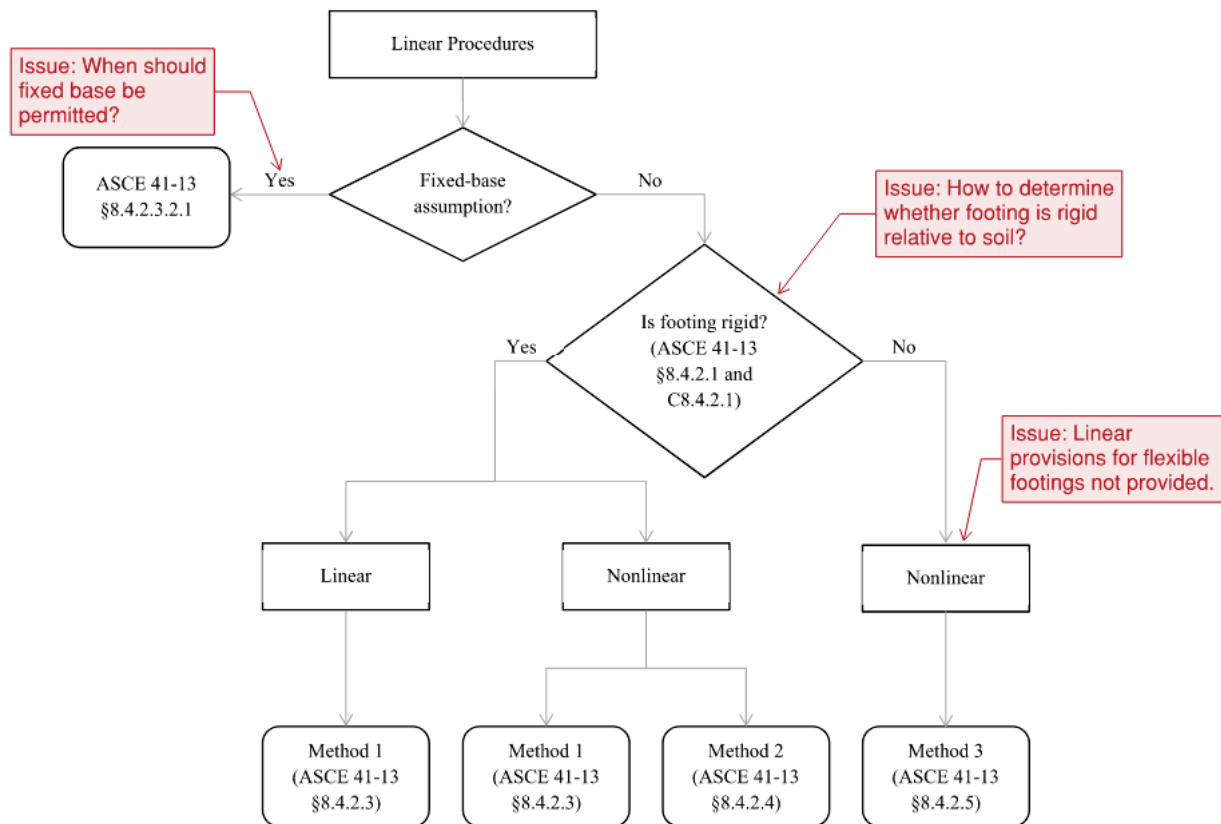 Linear Procedures
Issue: When should
fixed base be
permitted?
ASCE 41-13
§8.4.2.3.2.1
Yes
Fixed-base
assumption?
No
Issue: How to determine
whether footing is rigid
relative to soil?
Yes
Is footing rigid?
(ASCE 41-13
§8.4.2.1 and
C8.4.2.1)
No
Issue: Linear
provisions for flexible
footings not provided.
Linear
Nonlinear
Nonlinear
Method 1
(ASCE 41-13
§8.4.2.3)
Method 1
(ASCE 41-13
§8.4.2.3)
Method 2
(ASCE 41-13
§8.4.2.4)
Method 3
(ASCE 41-13
§8.4.2.5)